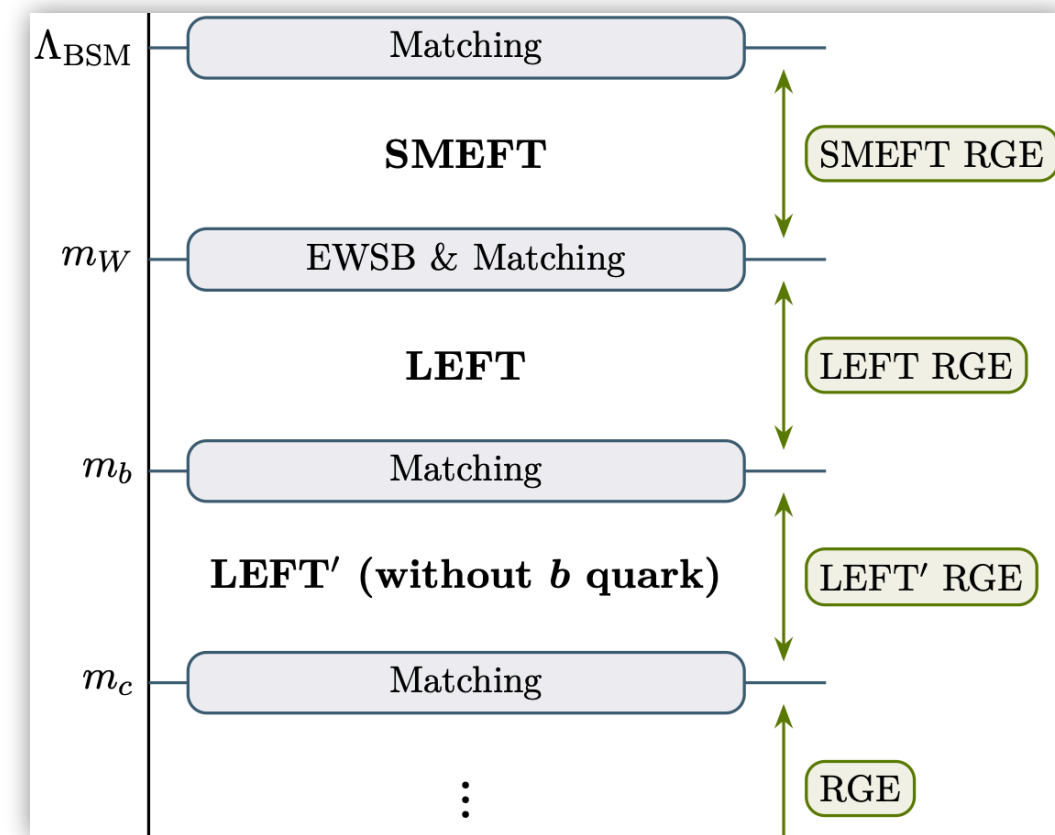 Λ_BSM Matching
SMEFT SMEFT RGE
m_W EWSB & Matching
LEFT LEFT RGE
m_b Matching
LEFT′ (without b quark) LEFT′ RGE
m_c Matching
⋮ RGE